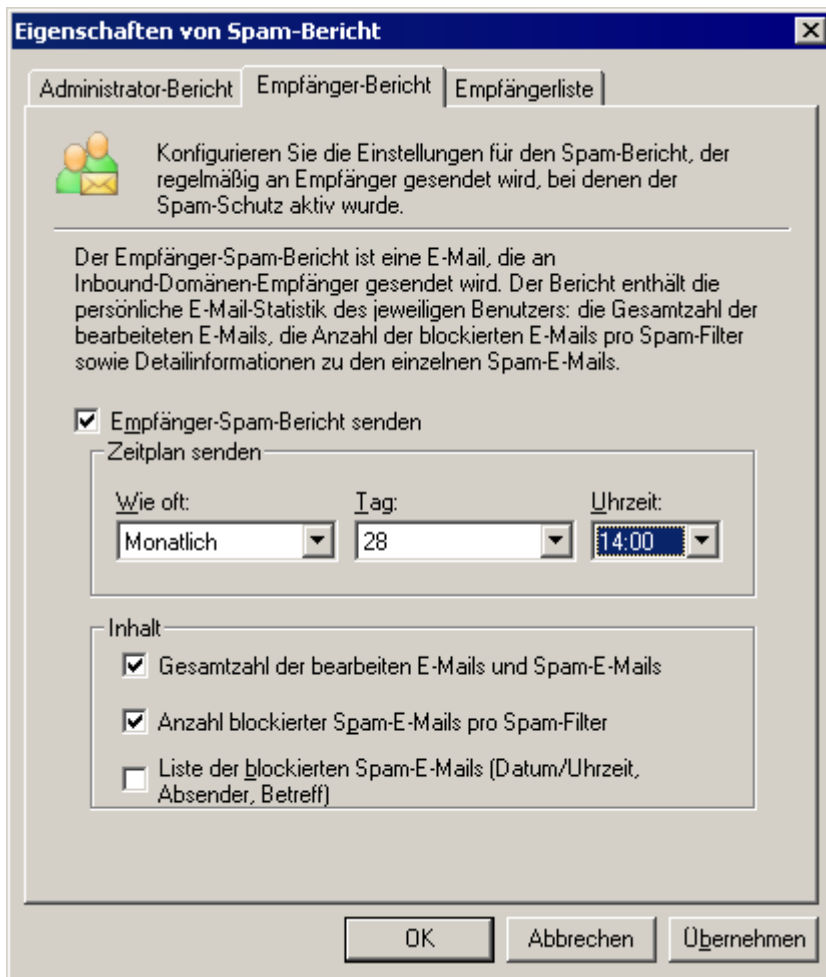 Eigenschaften von Spam-Bericht
Administrator-Bericht
Empfänger-Bericht
Empfängerliste
Konfigurieren Sie die Einstellungen für den Spam-Bericht, der
regelmäßig an Empfänger gesendet wird, bei denen der
Spam-Schutz aktiv wurde.
Der Empfänger-Spam-Bericht ist eine E-Mail, die an
Inbound-Domänen-Empfänger gesendet wird. Der Bericht enthält die
persönliche E-Mail-Statistik des jeweiligen Benutzers: die Gesamtzahl der
bearbeiteten E-Mails, die Anzahl der blockierten E-Mails pro Spam-Filter
sowie Detailinformationen zu den einzelnen Spam-E-Mails.
Empfänger-Spam-Bericht senden
Zeitplan senden
Wie oft:
Tag:
Uhrzeit:
Monatlich
28
14:00
Inhalt
Gesamtzahl der bearbeiten E-Mails und Spam-E-Mails
Anzahl blockierter Spam-E-Mails pro Spam-Filter
Liste der blockierten Spam-E-Mails (Datum/Uhrzeit,
Absender, Betreff)
OK
Abbrechen
Übernehmen